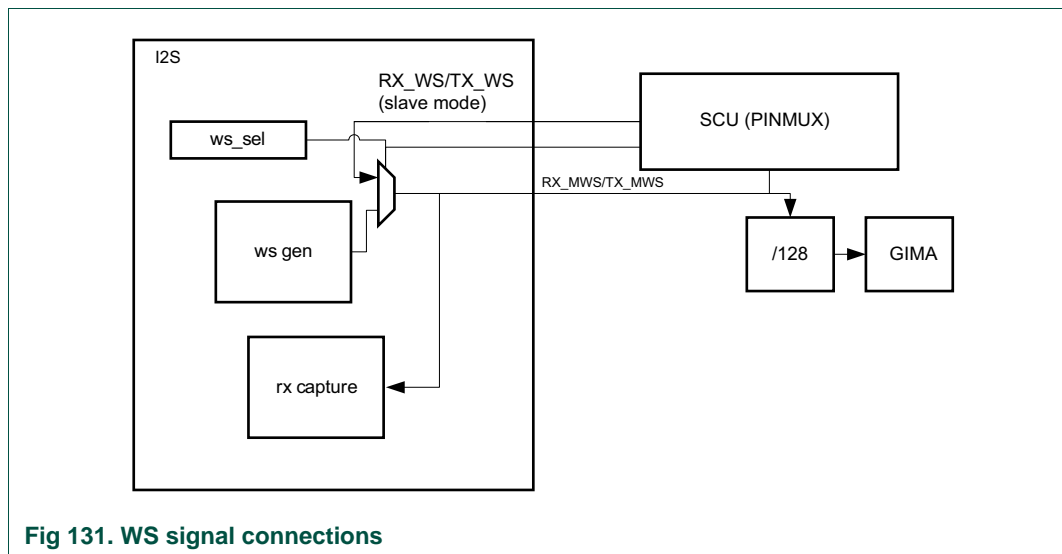 I2S
RX_WS/TX_WS
(slave mode)
SCU (PINMUX)
ws_sel
RX_MWS/TX_MWS
ws gen
/128
GIMA
rx capture
Fig 131. WS signal connections